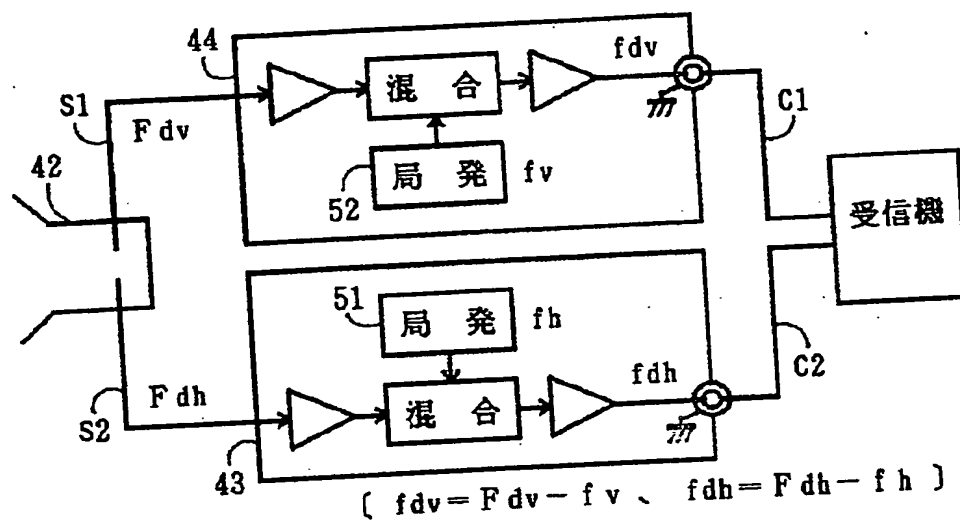 44
fdv
S1
Fdv
混 合
C1
42
52
局 発
fv
受信機
51
局 発
fh
fdh
C2
S2
Fdh
混 合
43
〔 fdv=Fdv-fv、 fdh=Fdh-fh 〕